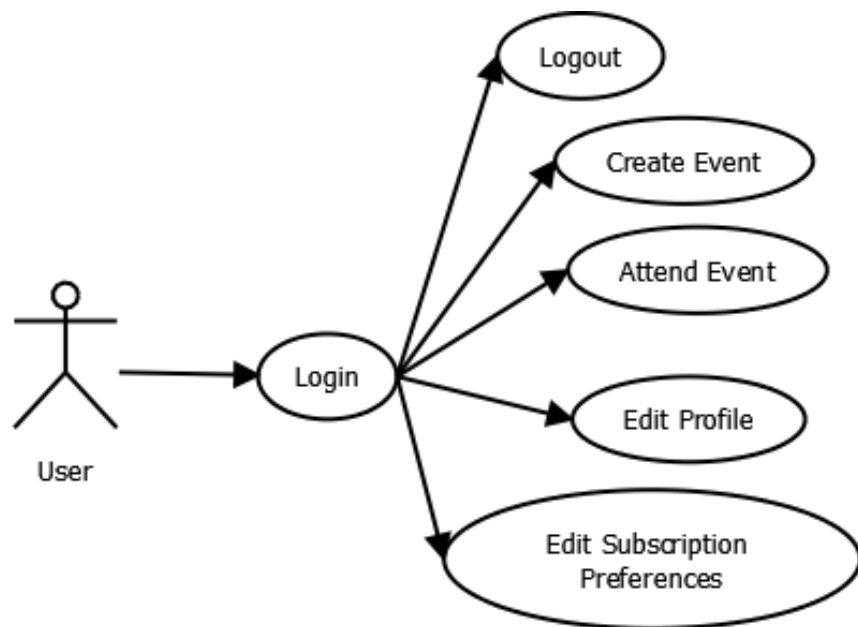 Logout
Create Event
Attend Event
Login
Edit Profile
User
Edit Subscription
Preferences